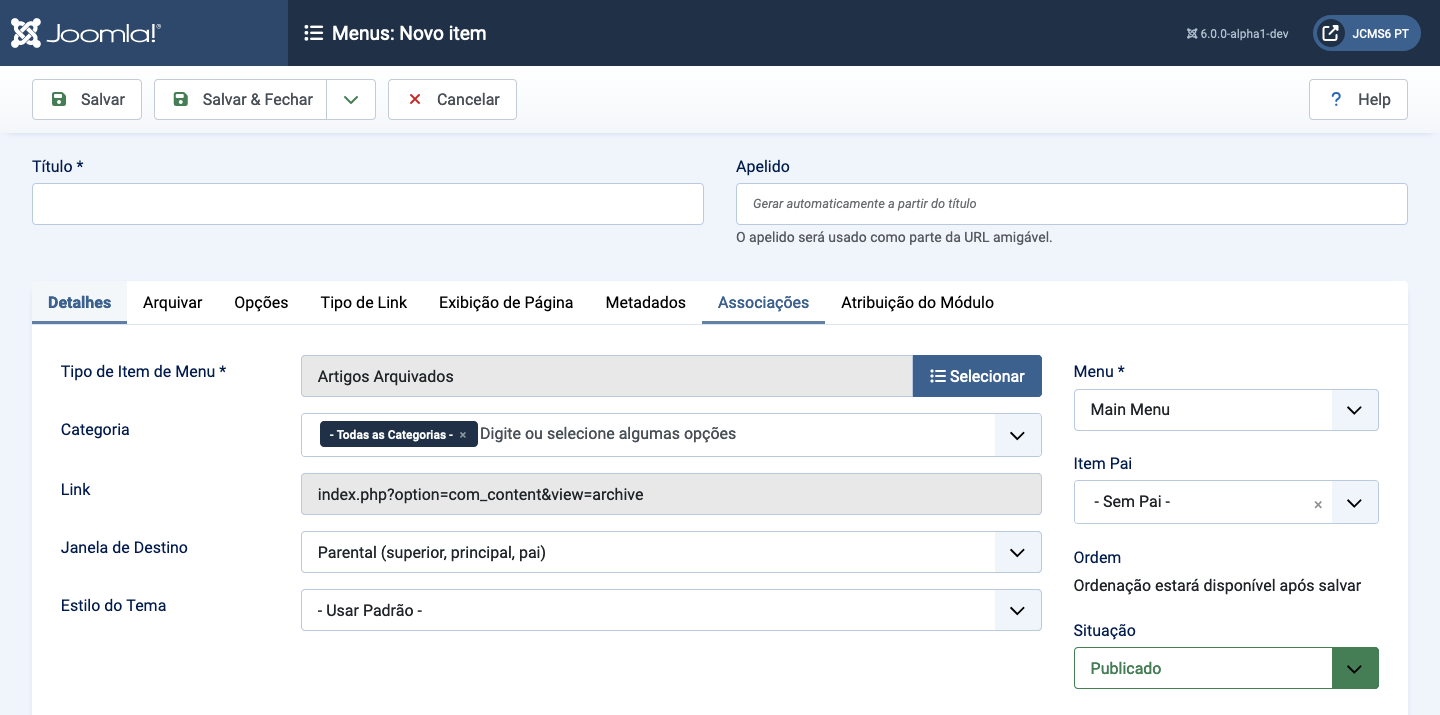 Joomla!®
Menus: Novo item
6.0.0-alpha1-dev
JCMS6 PT
Salvar
Salvar & Fechar
Cancelar
? Help
Título *
Apelido
Gerar automaticamente a partir do título
O apelido será usado como parte da URL amigável.
Detalhes Arquivar Opções Tipo de Link Exibição de Página Metadados Associações Atribuição do Módulo
Tipo de Item de Menu *
Artigos Arquivados
Selecionar
Categoria
- Todas as Categorias - × Digite ou selecione algumas opções
Link
index.php?option=com_content&view=archive
Janela de Destino
Parental (superior, principal, pai)
Estilo do Tema
- Usar Padrão -
Menu *
Main Menu
Item Pai
- Sem Pai - ×
Ordem
Ordenação estará disponível após salvar
Situação
Publicado